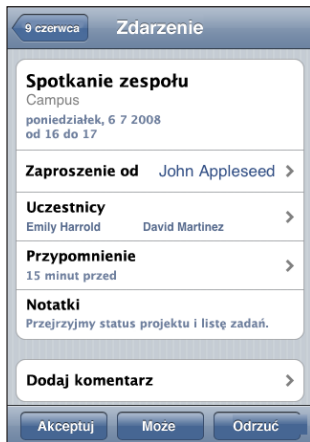 9 czerwca Zdarzenie
Spotkanie zespołu
Campus
poniedziałek, 6 7 2008
od 16 do 17
Zaproszenie od John Appleseed
Uczestnicy
Emily Harrold David Martinez
Przypomnienie
15 minut przed
Notatki
Przejrzyjmy status projektu i listę zadań.
Dodaj komentarz
Akceptuj Może Odrzuć